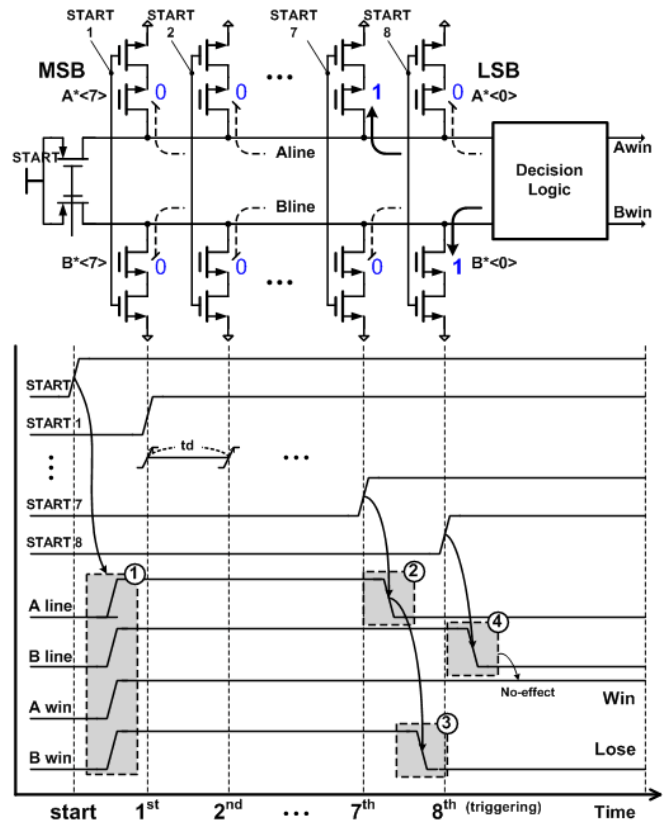 START 1
START 2
START 7
START 8
MSB
LSB
A*<7>
0
0
•••
1
0
A*<0>
START
Aline
Awin
Decision Logic
Bline
Bwin
B*<7>
0
0
•••
0
1
B*<0>
START
START 1
td
•••
START 7
START 8
1
2
A line
4
B line
No-effect
A win
Win
3
B win
Lose
start 1st 2nd ••• 7th 8th (triggering) Time